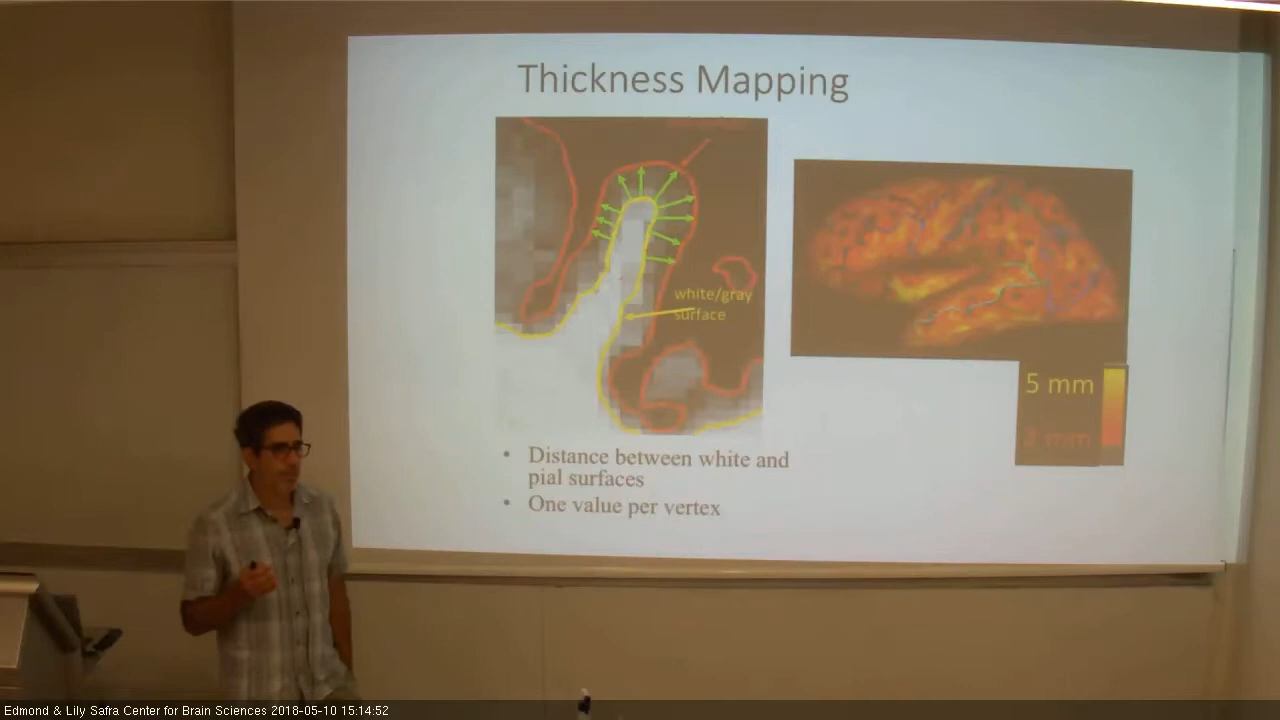 Thickness Mapping
white/gray
surface
5 mm
mm
• Distance between white and
pial surfaces
• One value per vertex
Edmond & Lily Safra Center for Brain Sciences 2018-05-10 15:14:52